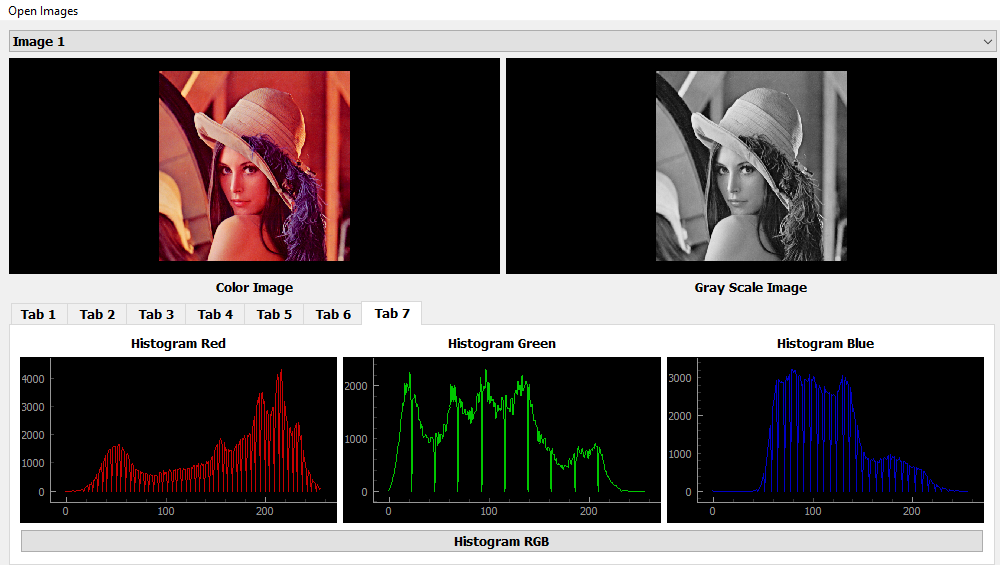 Open Images
Image 1
Color Image
Gray Scale Image
Tab 1 Tab 2 Tab 3 Tab 4 Tab 5 Tab 6 Tab 7
Histogram Red
4000
3000
2000
1000
0
0 200
Histogram Green
2000
1000
0
0 100 200
Histogram Blue
3000
2000
1000
0
0 100 200
Histogram RGB